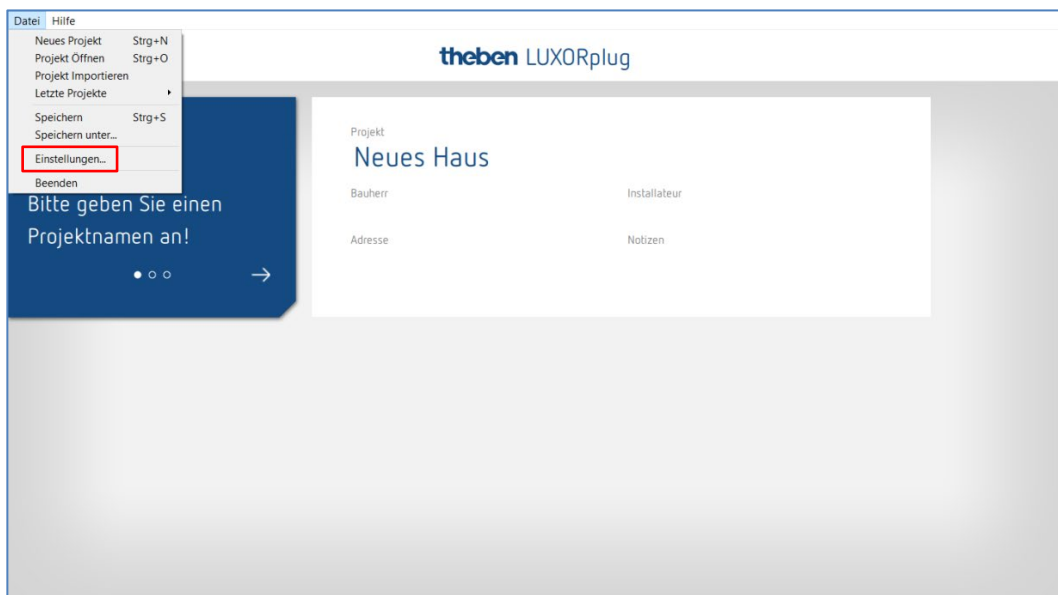 Datei Hilfe
Neues Projekt Strg+N
Projekt Öffnen Strg+O
Projekt Importieren
Letzte Projekte
Speichern Strg+S
Speichern unter...
Einstellungen...
Beenden
theben LUXORplug
Bitte geben Sie einen
Projektnamen an!
Projekt
Neues Haus
Bauherr Installateur
Adresse Notizen